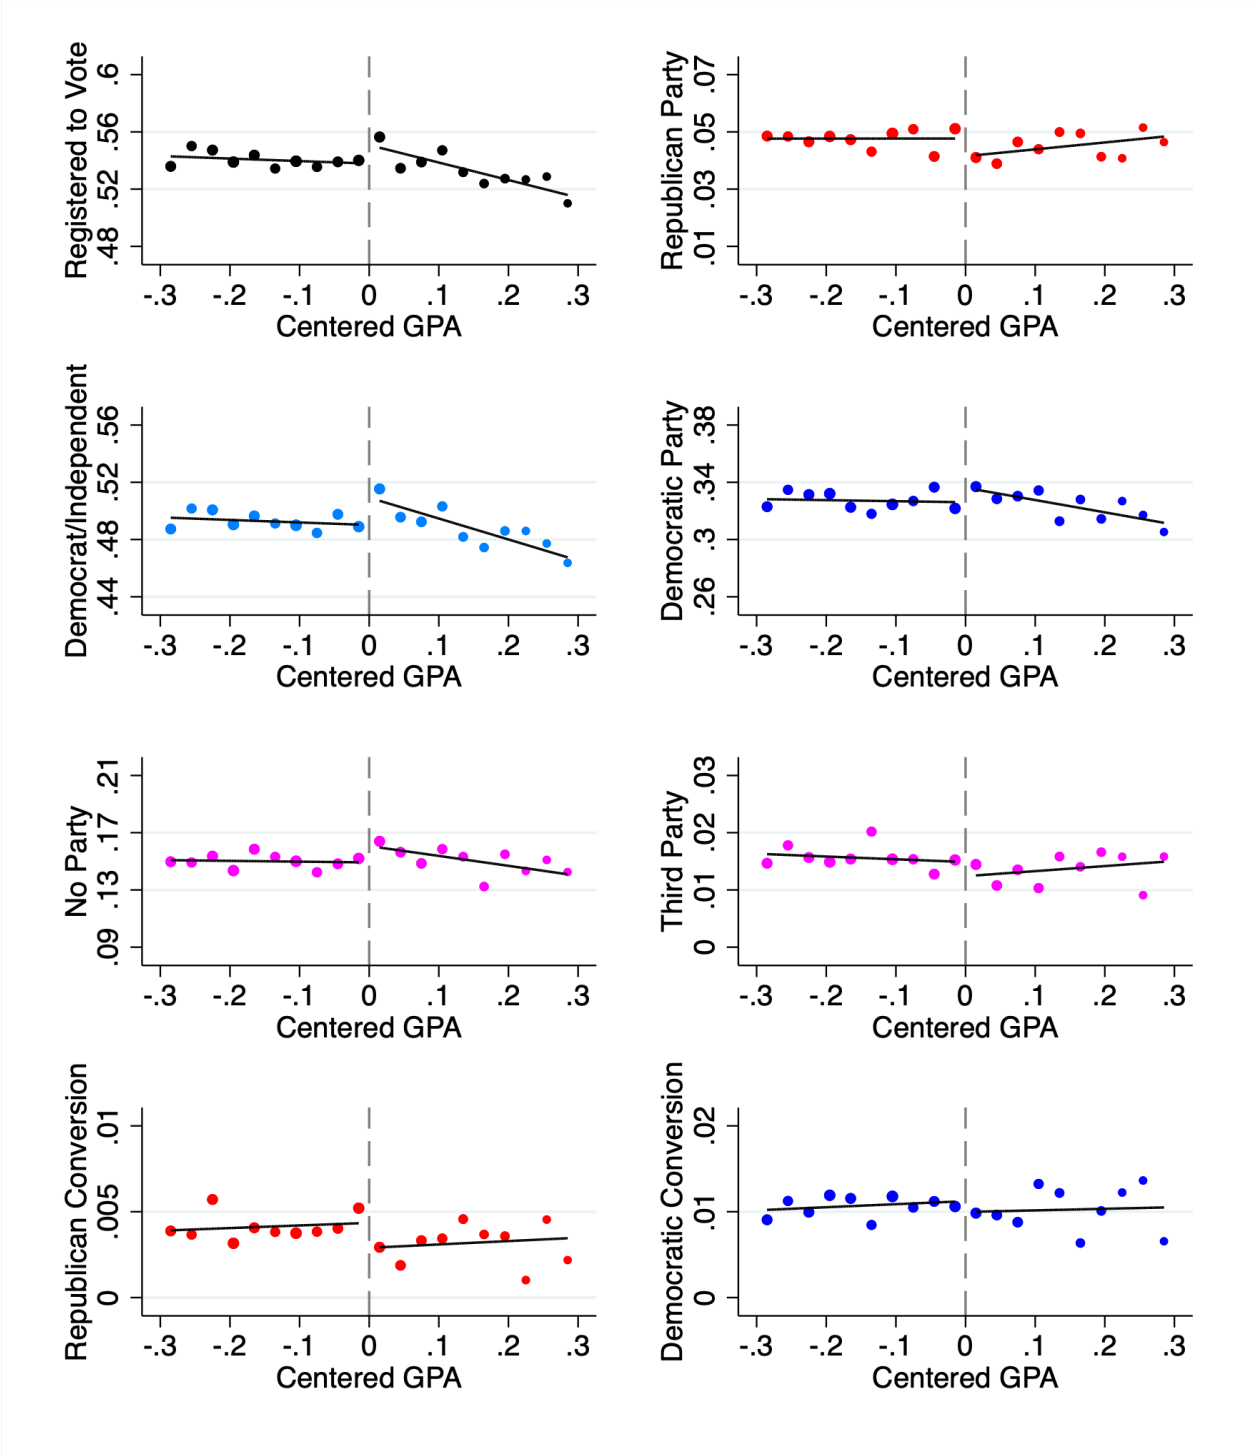 Registered to Vote
.6
.56
.52
.48
-.3 -.2 -.1 0 .1 .2 .3
Centered GPA
Republican Party
.07
.05
.03
.01
-.3 -.2 -.1 0 .1 .2 .3
Centered GPA
Democrat/Independent
.56
.52
.48
.44
-.3 -.2 -.1 0 .1 .2 .3
Centered GPA
Democratic Party
.38
.34
.3
.26
-.3 -.2 -.1 0 .1 .2 .3
Centered GPA
No Party
.21
.17
.13
.09
-.3 -.2 -.1 0 .1 .2 .3
Centered GPA
Third Party
.03
.02
.01
0
-.3 -.2 -.1 0 .1 .2 .3
Centered GPA
Republican Conversion
.01
.005
0
-.3 -.2 -.1 0 .1 .2 .3
Centered GPA
Democratic Conversion
.02
.01
0
-.3 -.2 -.1 0 .1 .2 .3
Centered GPA